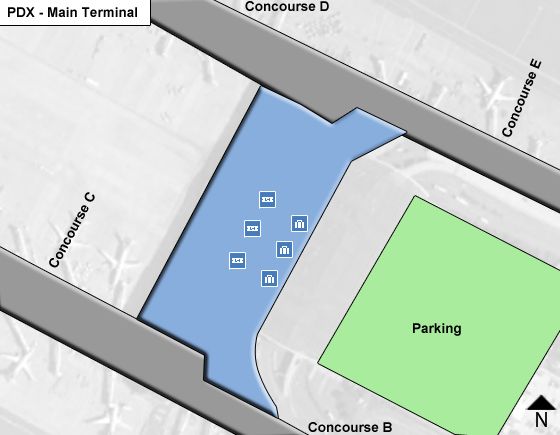 PDX - Main Terminal
Concourse D
Concourse E
Concourse C
Parking
Concourse B
N